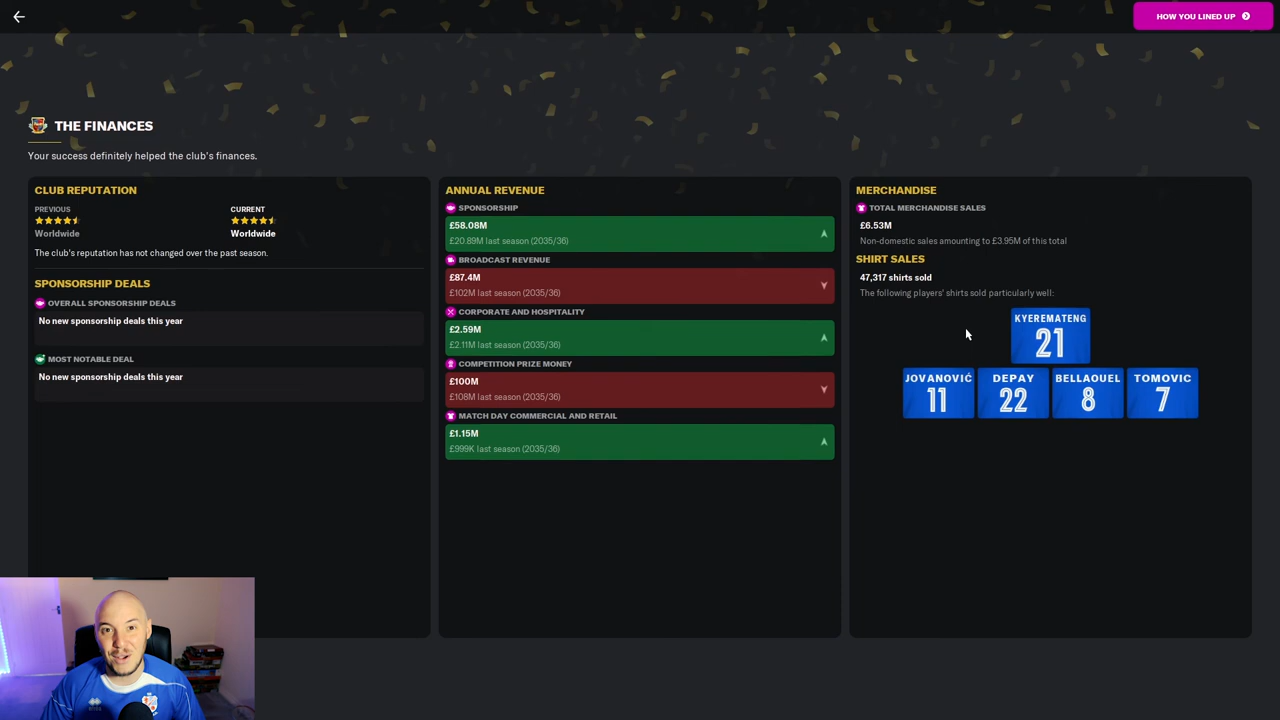 HOW YOU LINED UP
THE FINANCES
Your success definitely helped the club's finances.
CLUB REPUTATION
PREVIOUS
CURRENT
Worldwide
Worldwide
The club's reputation has not changed over the past season.
SPONSORSHIP DEALS
OVERALL SPONSORSHIP DEALS
No new sponsorship deals this year
MOST NOTABLE DEAL
No new sponsorship deals this year
ANNUAL REVENUE
SPONSORSHIP
£58.08M
£20.89M last season (2035/36)
BROADCAST REVENUE
£87.4M
£102M last season (2035/36)
CORPORATE AND HOSPITALITY
£2.59M
£2.11M last season (2035/36)
COMPETITION PRIZE MONEY
£100M
£108M last season (2035/36)
MATCH DAY COMMERCIAL AND RETAIL
£1.15M
£999K last season (2035/36)
MERCHANDISE
TOTAL MERCHANDISE SALES
£6.53M
Non-domestic sales amounting to £3.95M of this total
SHIRT SALES
47,317 shirts sold
The following players' shirts sold particularly well:
KYEREMATENG
21
JOVANOVIĆ
11
DEPAY
22
BELLAOUEL
8
TOMOVIC
7